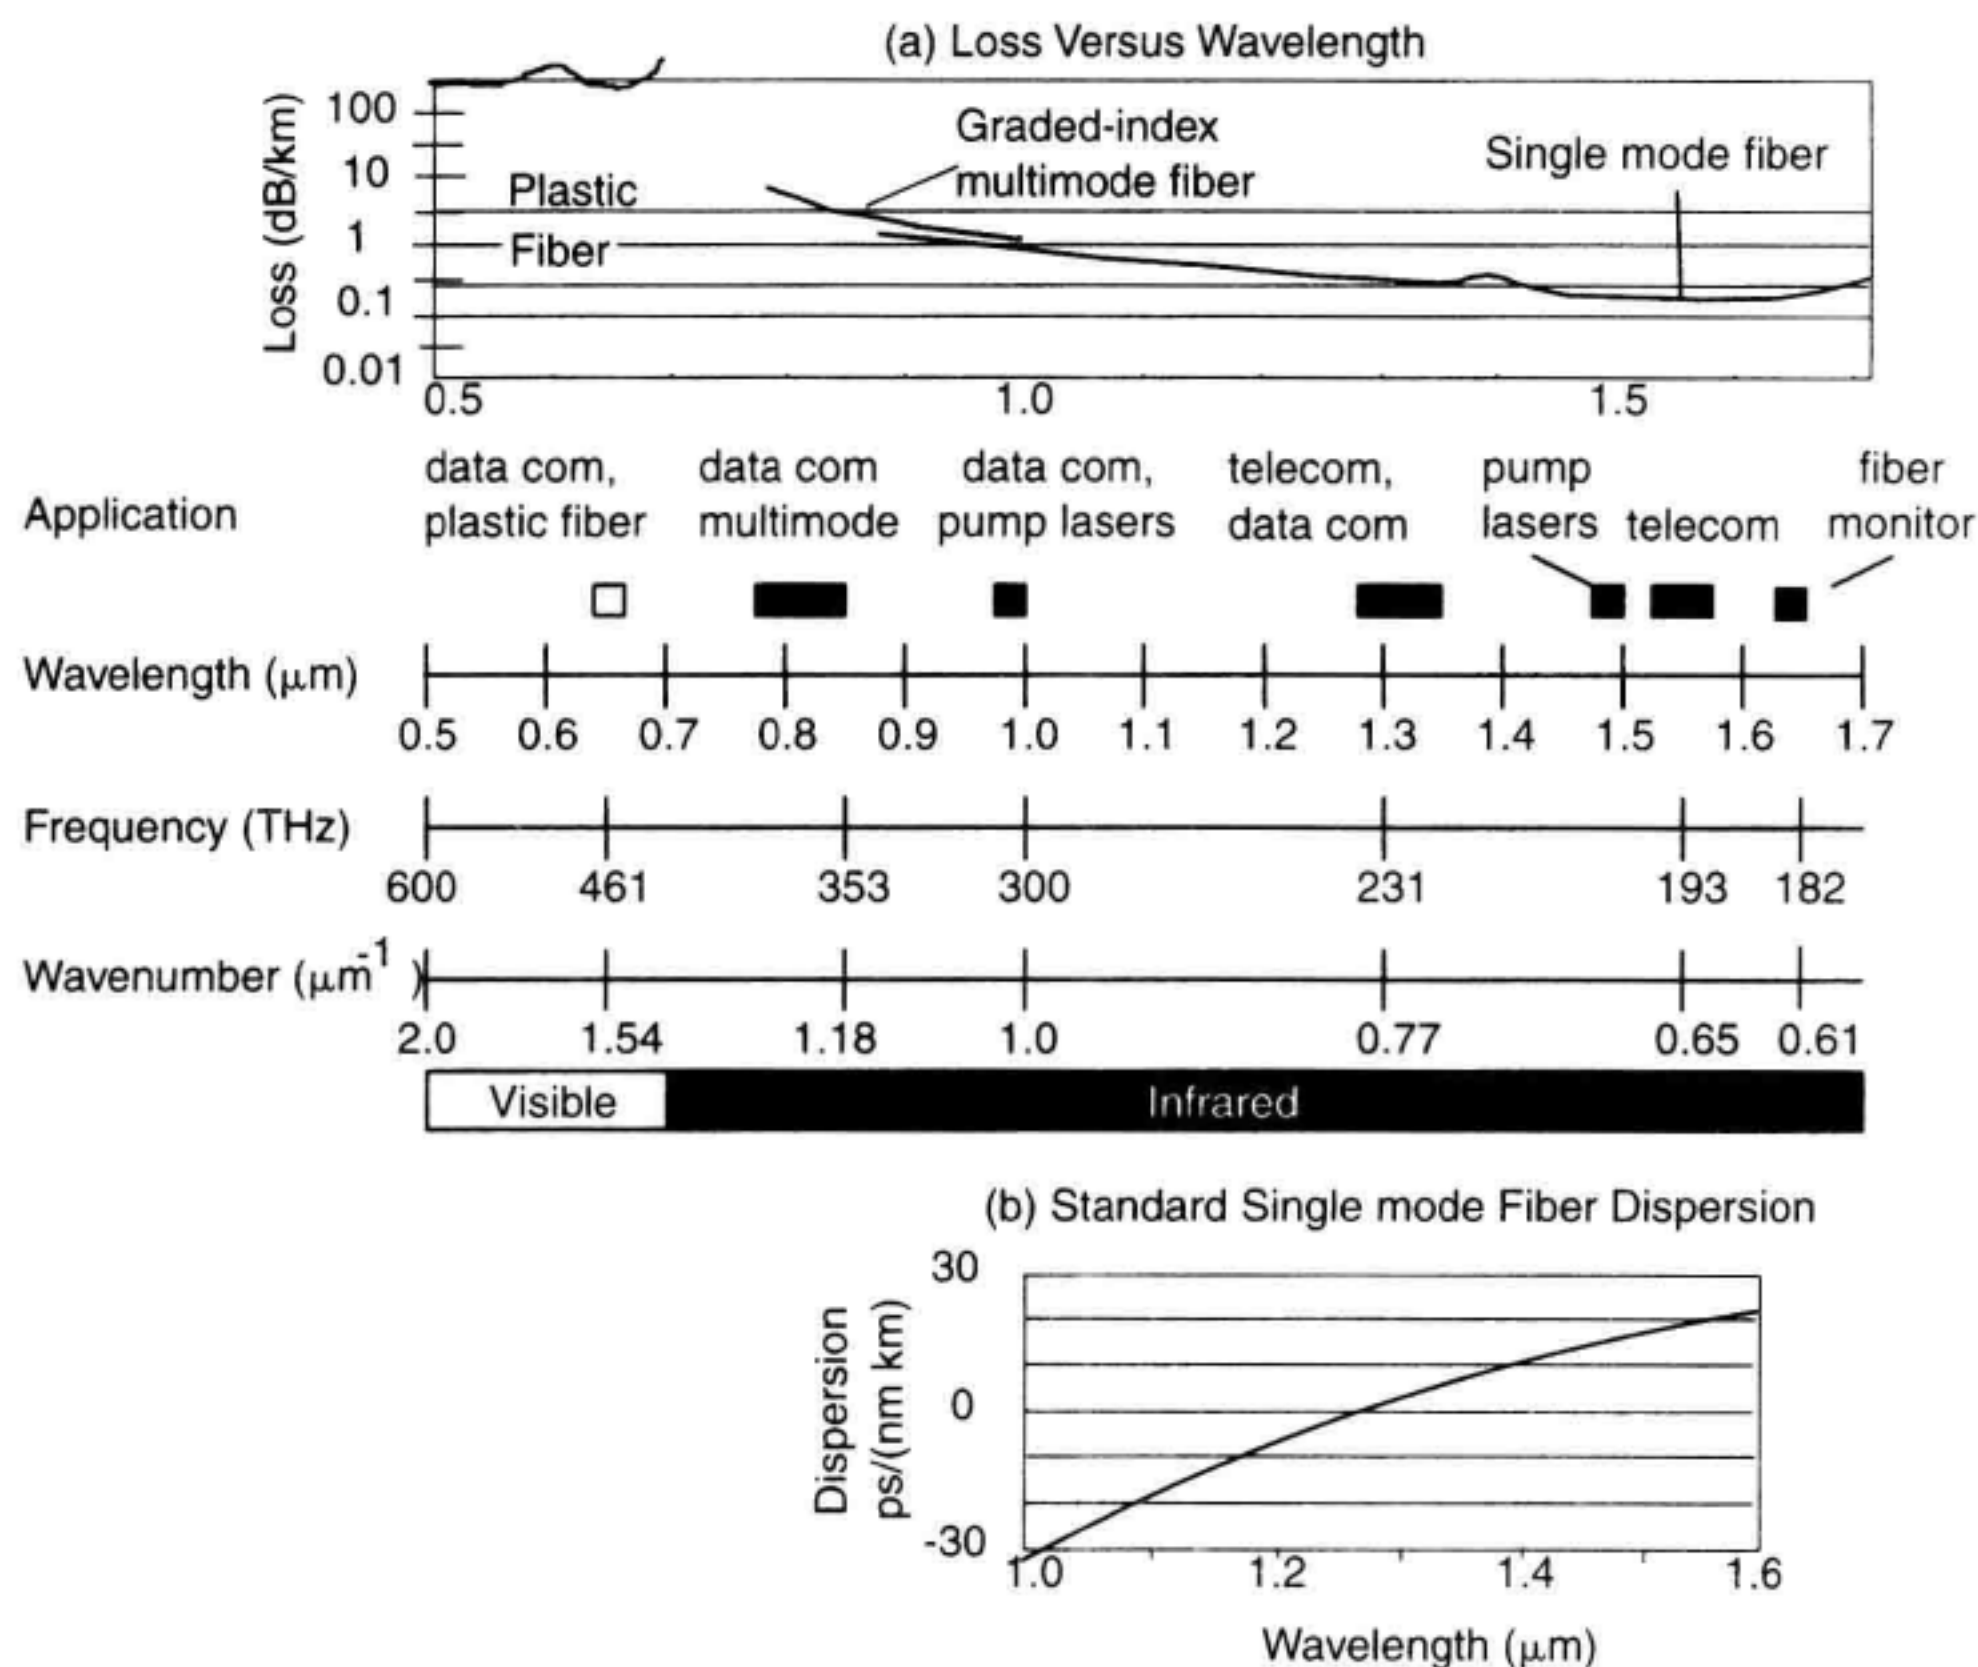 (a) Loss Versus Wavelength
Loss (dB/km)
100
10
1
0.1
0.01
Plastic
Fiber
Graded-index
multimode fiber
Single mode fiber
0.5 1.0 1.5
Application
data com,
plastic fiber
data com
multimode
data com,
pump lasers
telecom,
data com
pump
lasers
telecom
fiber
monitor
Wavelength (μm)
0.5 0.6 0.7 0.8 0.9 1.0 1.1 1.2 1.3 1.4 1.5 1.6 1.7
Frequency (THz)
600 461 353 300 231 193 182
Wavenumber (μm-1)
2.0 1.54 1.18 1.0 0.77 0.65 0.61
Visible Infrared
(b) Standard Single mode Fiber Dispersion
Dispersion
ps/(nm km)
30
0
-30
1.0 1.2 1.4 1.6
Wavelength (μm)